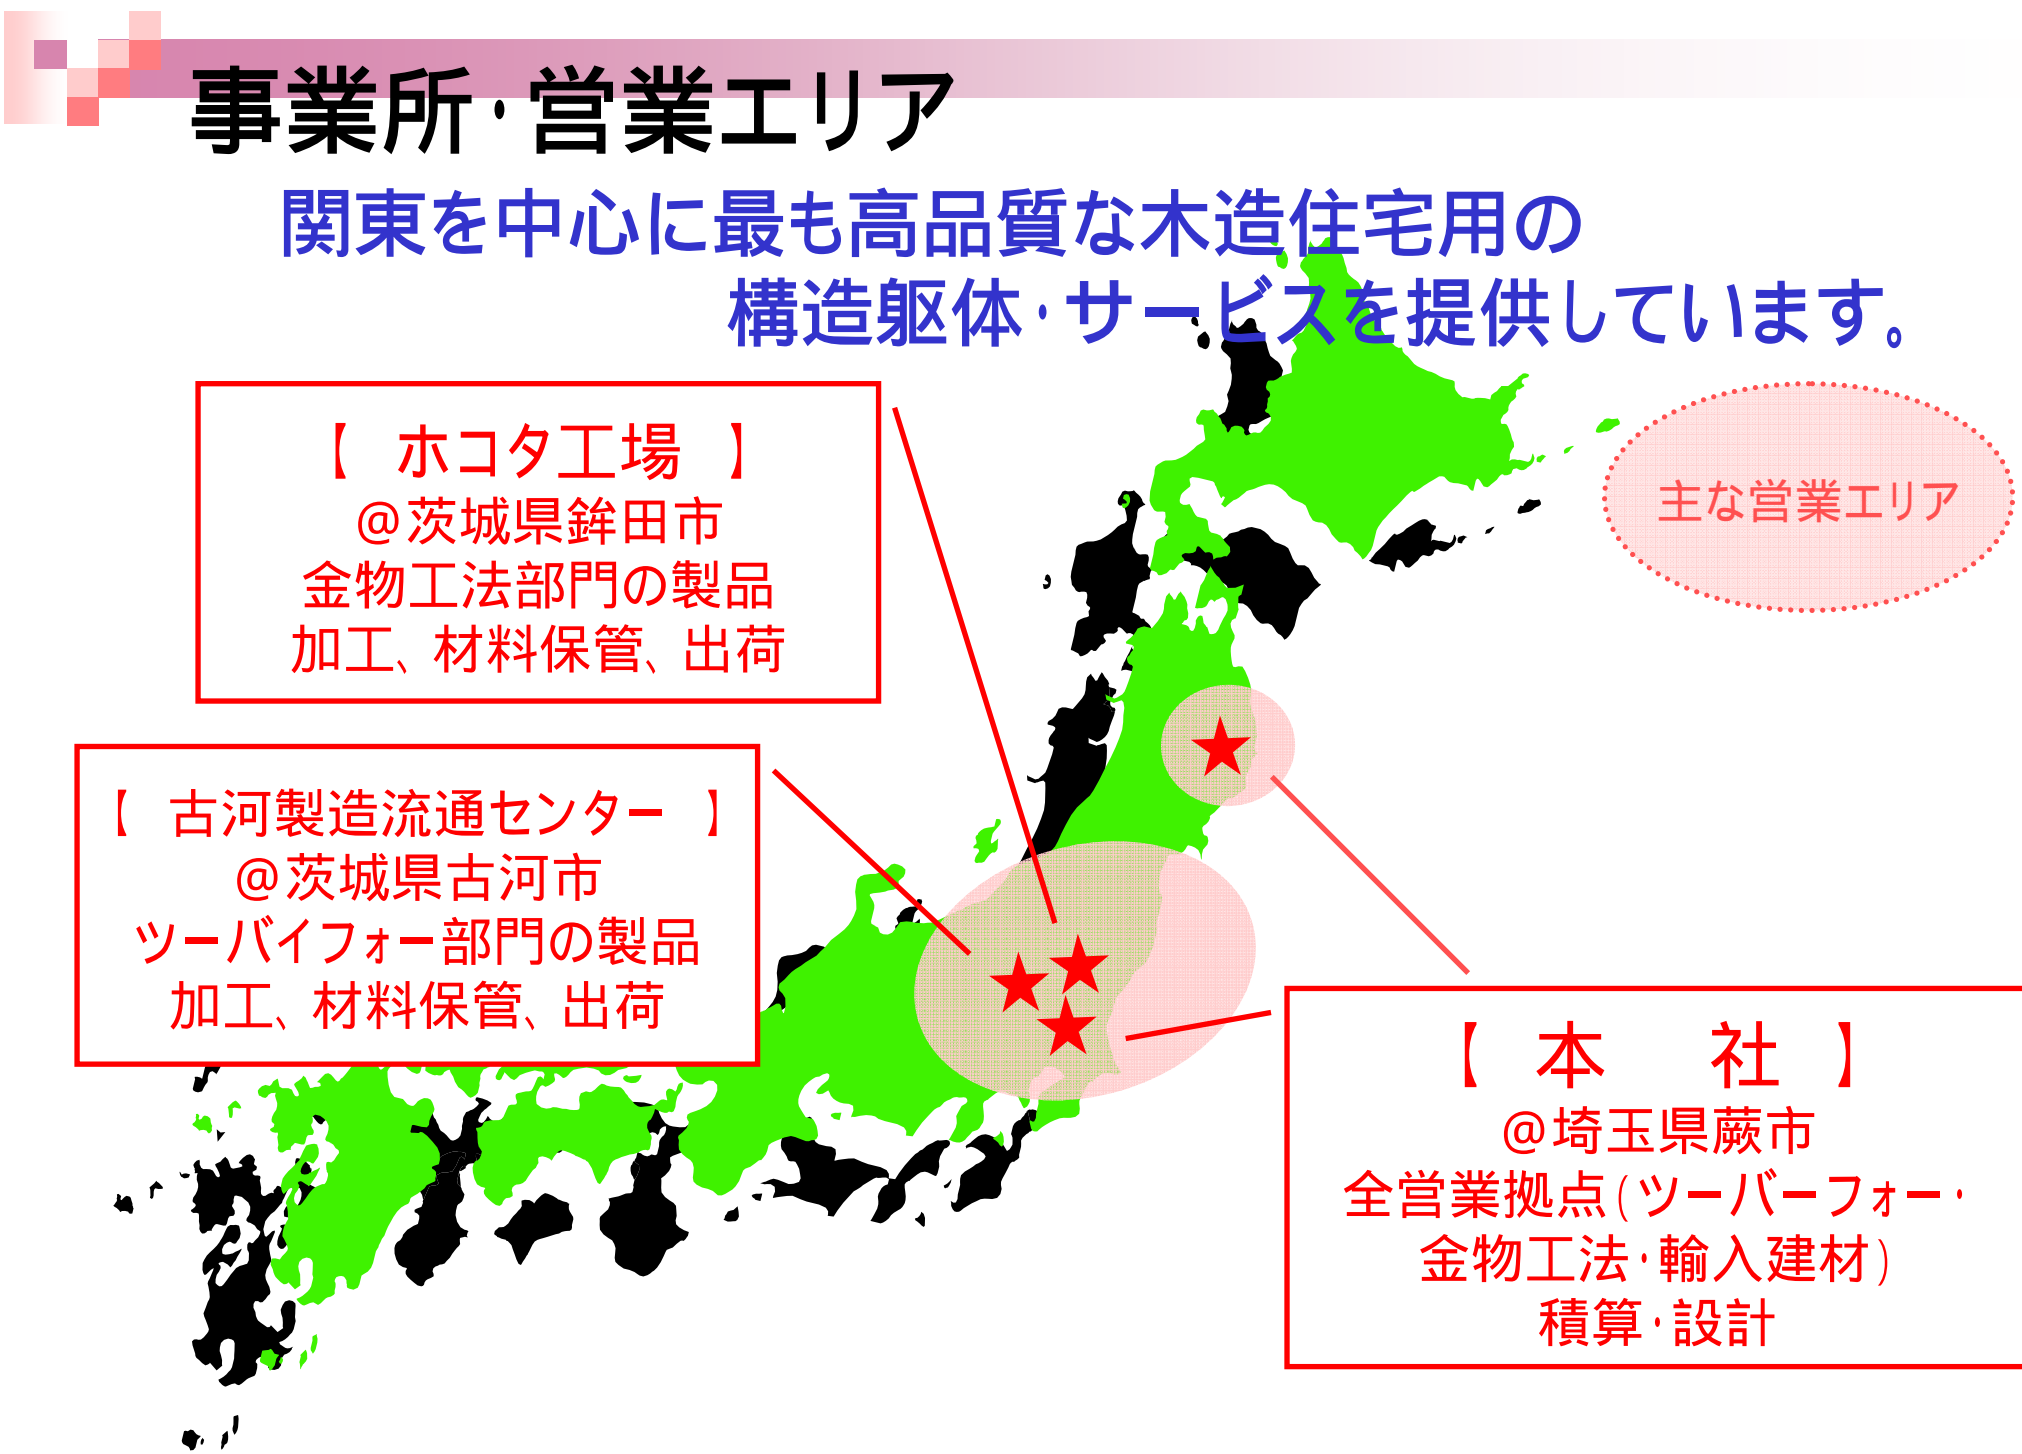 事業所・営業エリア
関東を中心に最も高品質な木造住宅用の
構造躯体・サービスを提供しています。
【　ホコタ工場　】
@茨城県鉾田市
金物工法部門の製品
加工、材料保管、出荷
主な営業エリア
【　古河製造流通センター　】
@茨城県古河市
ツーバイフォー部門の製品
加工、材料保管、出荷
【　本　社　】
@埼玉県蕨市
全営業拠点(ツーバーフォー・
金物工法・輸入建材)
積算・設計